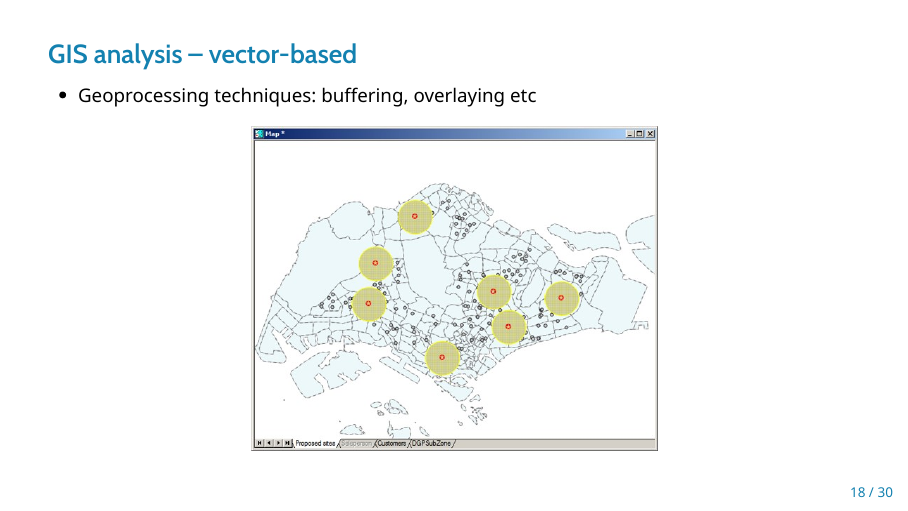 GIS analysis – vector-based
• Geoprocessing techniques: buffering, overlaying etc
Map *
Proposed sites Customers DGPSubZone
18 / 30